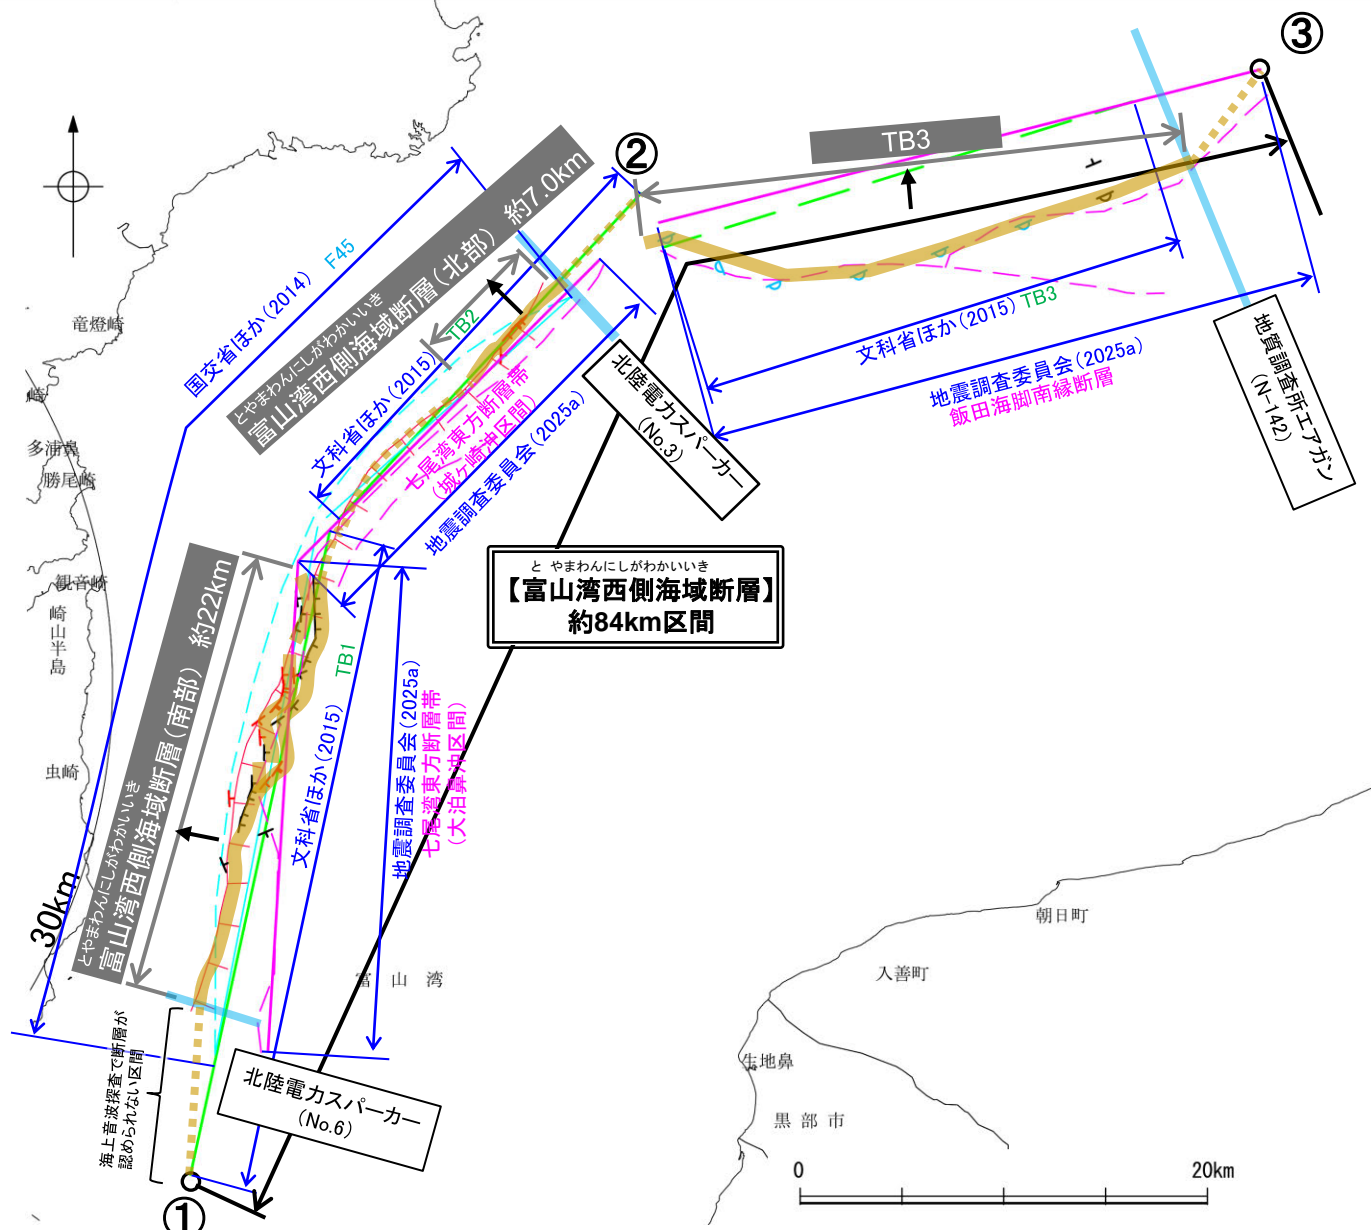 ③
②
TB3
国交省ほか(2014) F45
とやまわんにしがわかいいき
富山湾西側海域断層(北部) 約7.0km
TB2
文科省ほか(2015)
七尾湾東方断層帯
(城ヶ崎沖区間)
地震調査委員会(2025a)
北陸電力スパーカー
(No.3)
文科省ほか(2015) TB3
地震調査委員会(2025a)
飯田海脚南縁断層
地質調査所エアガン
(N-142)
竜燈崎
崎
多浦鼻
勝尾崎
観音崎
崎山半島
虫崎
とやまわんにしがわかいいき
【富山湾西側海域断層】
約84km区間
とやまわんにしがわかいいき
富山湾西側海域断層(南部) 約22km
TB1
文科省ほか(2015)
地震調査委員会(2025a)
七尾湾東方断層帯
(大泊鼻沖区間)
30km
富山湾
海上音波探査で断層が
認められない区間
北陸電力スパーカー
(No.6)
①
朝日町
入善町
生地鼻
黒部市
0 20km